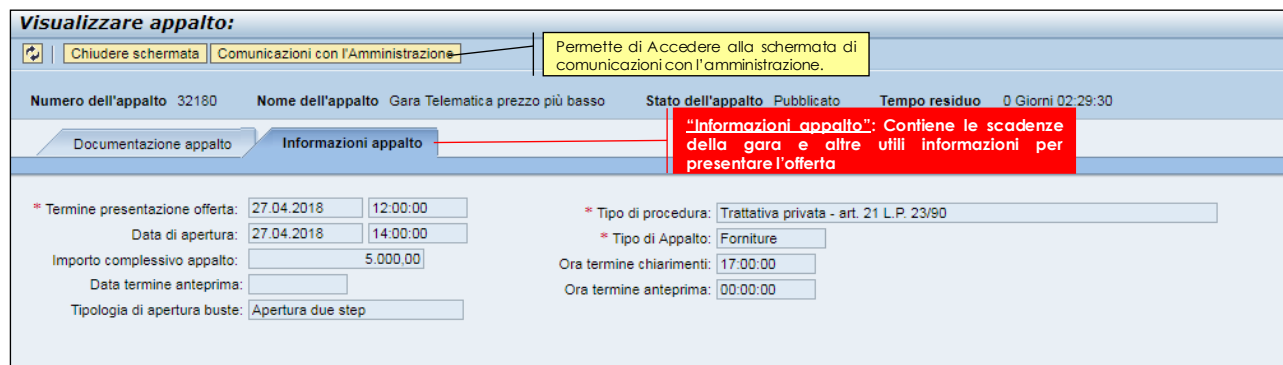 Visualizzare appalto:
Chiudere schermata Comunicazioni con l'Amministrazione
Permette di Accedere alla schermata di
comunicazioni con l'amministrazione.
Numero dell'appalto 32180 Nome dell'appalto Gara Telematica prezzo più basso Stato dell'appalto Pubblicato Tempo residuo 0 Giorni 02:29:30
Documentazione appalto Informazioni appalto
"Informazioni appalto": Contiene le scadenze
della gara e altre utili informazioni per
presentare l'offerta
* Termine presentazione offerta: 27.04.2018 12:00:00 * Tipo di procedura: Trattativa privata - art. 21 L.P. 23/90
Data di apertura: 27.04.2018 14:00:00 * Tipo di Appalto: Forniture
Importo complessivo appalto: 5.000,00 Ora termine chiarimenti: 17:00:00
Data termine anteprima: Ora termine anteprima: 00:00:00
Tipologia di apertura buste: Apertura due step